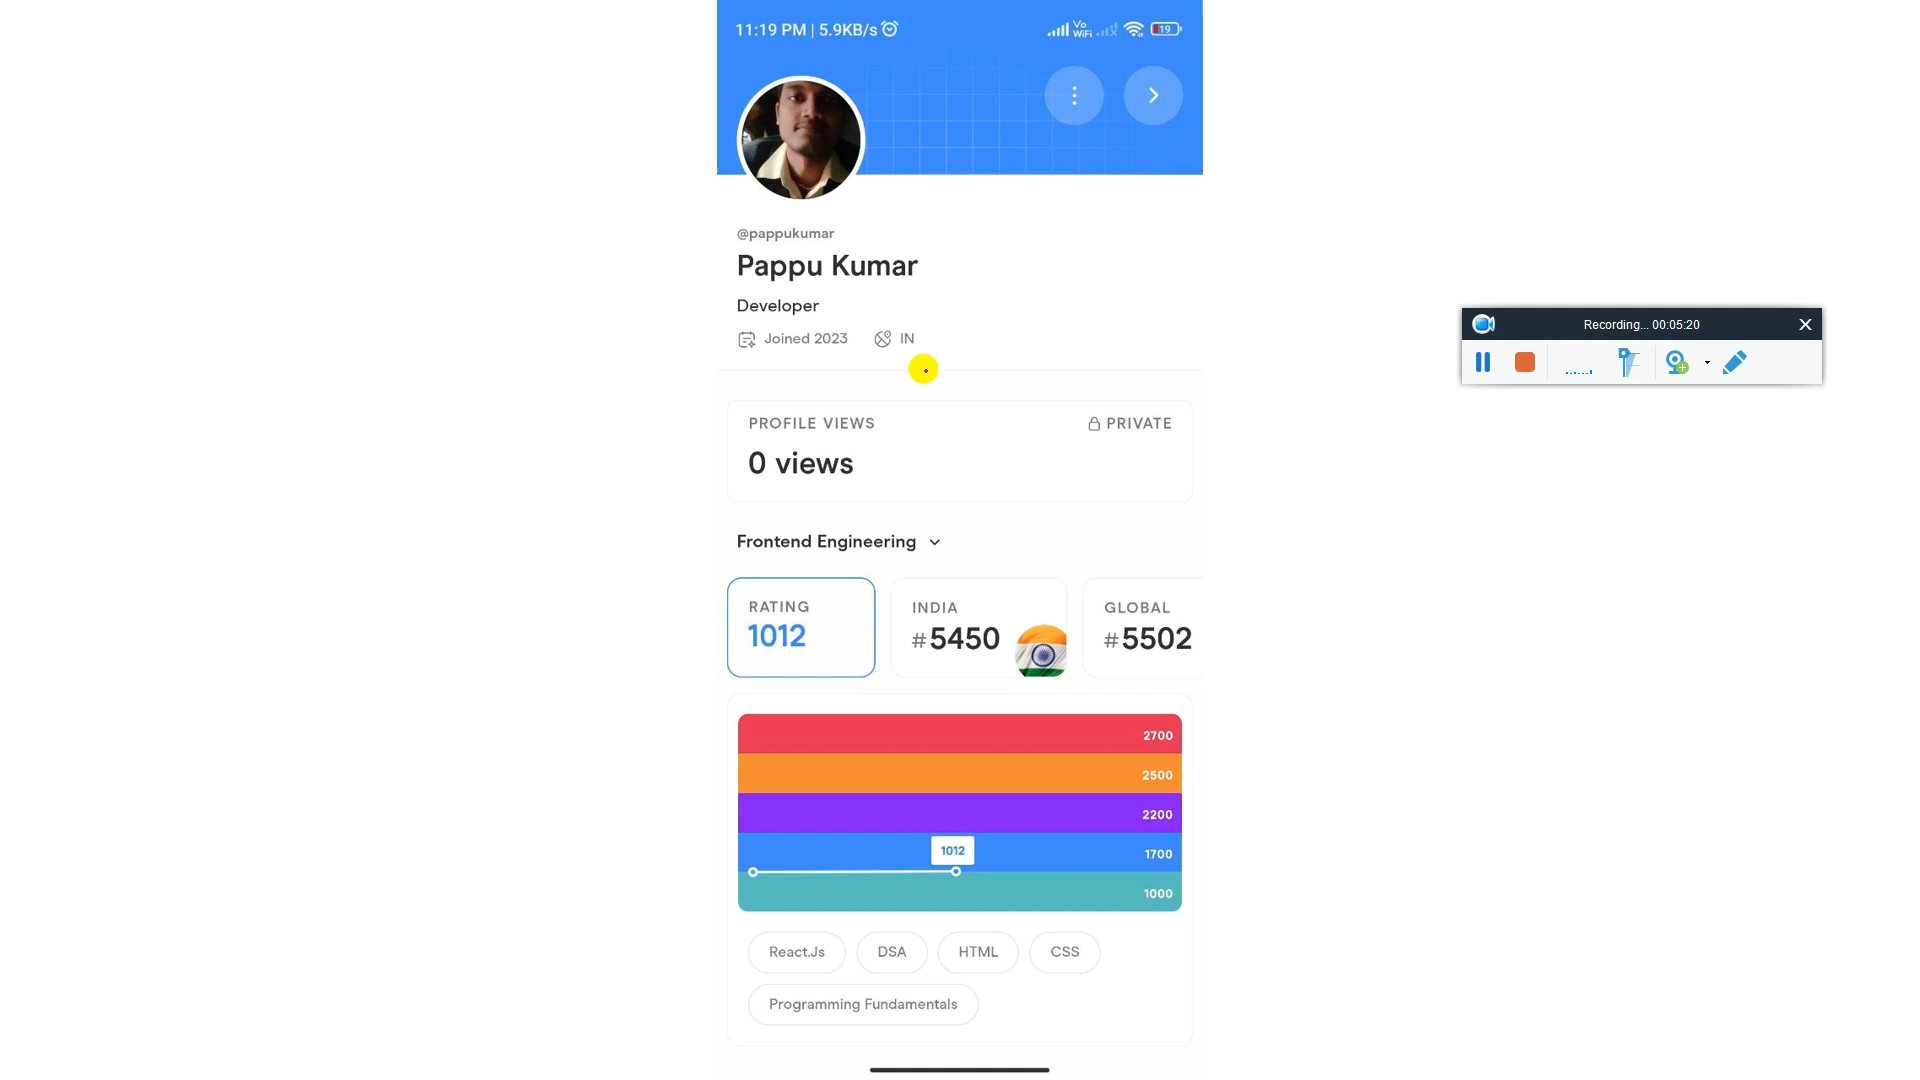 11:19 PM | 5.9KB/s
Vo
WiFi
19
@pappukumar
Pappu Kumar
Developer
Joined 2023
IN
Recording... 00:05:20
PROFILE VIEWS
PRIVATE
0 views
Frontend Engineering
RATING
1012
INDIA
#5450
GLOBAL
#5502
2700
2500
2200
1012
1700
1000
React.Js
DSA
HTML
CSS
Programming Fundamentals